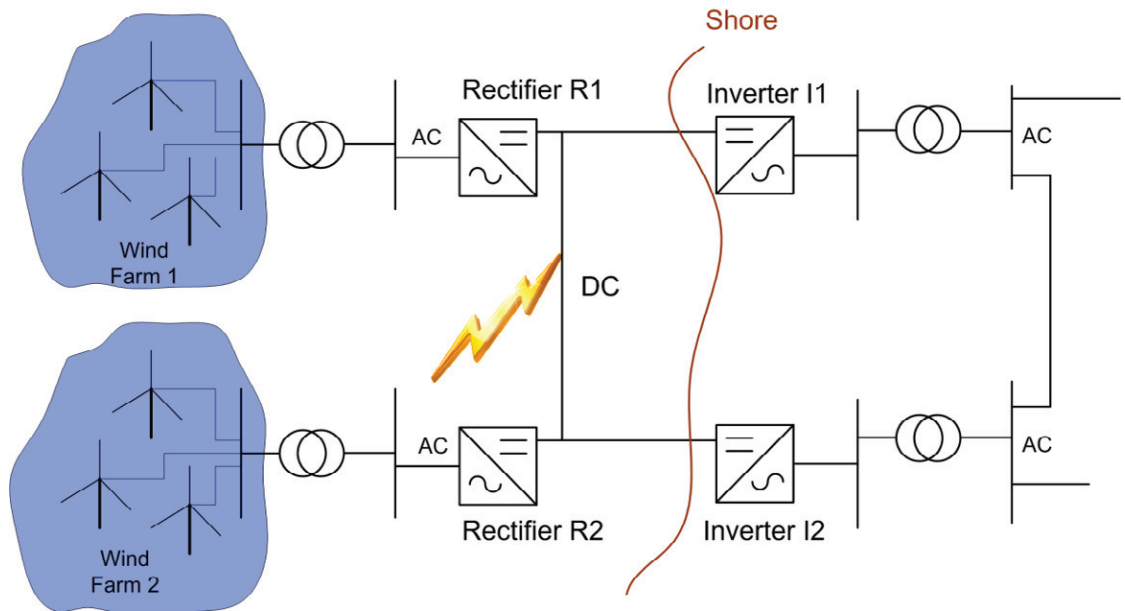 Shore
Rectifier R1
Inverter I1
AC
AC
Wind
Farm 1
DC
AC
AC
Rectifier R2
Inverter I2
Wind
Farm 2